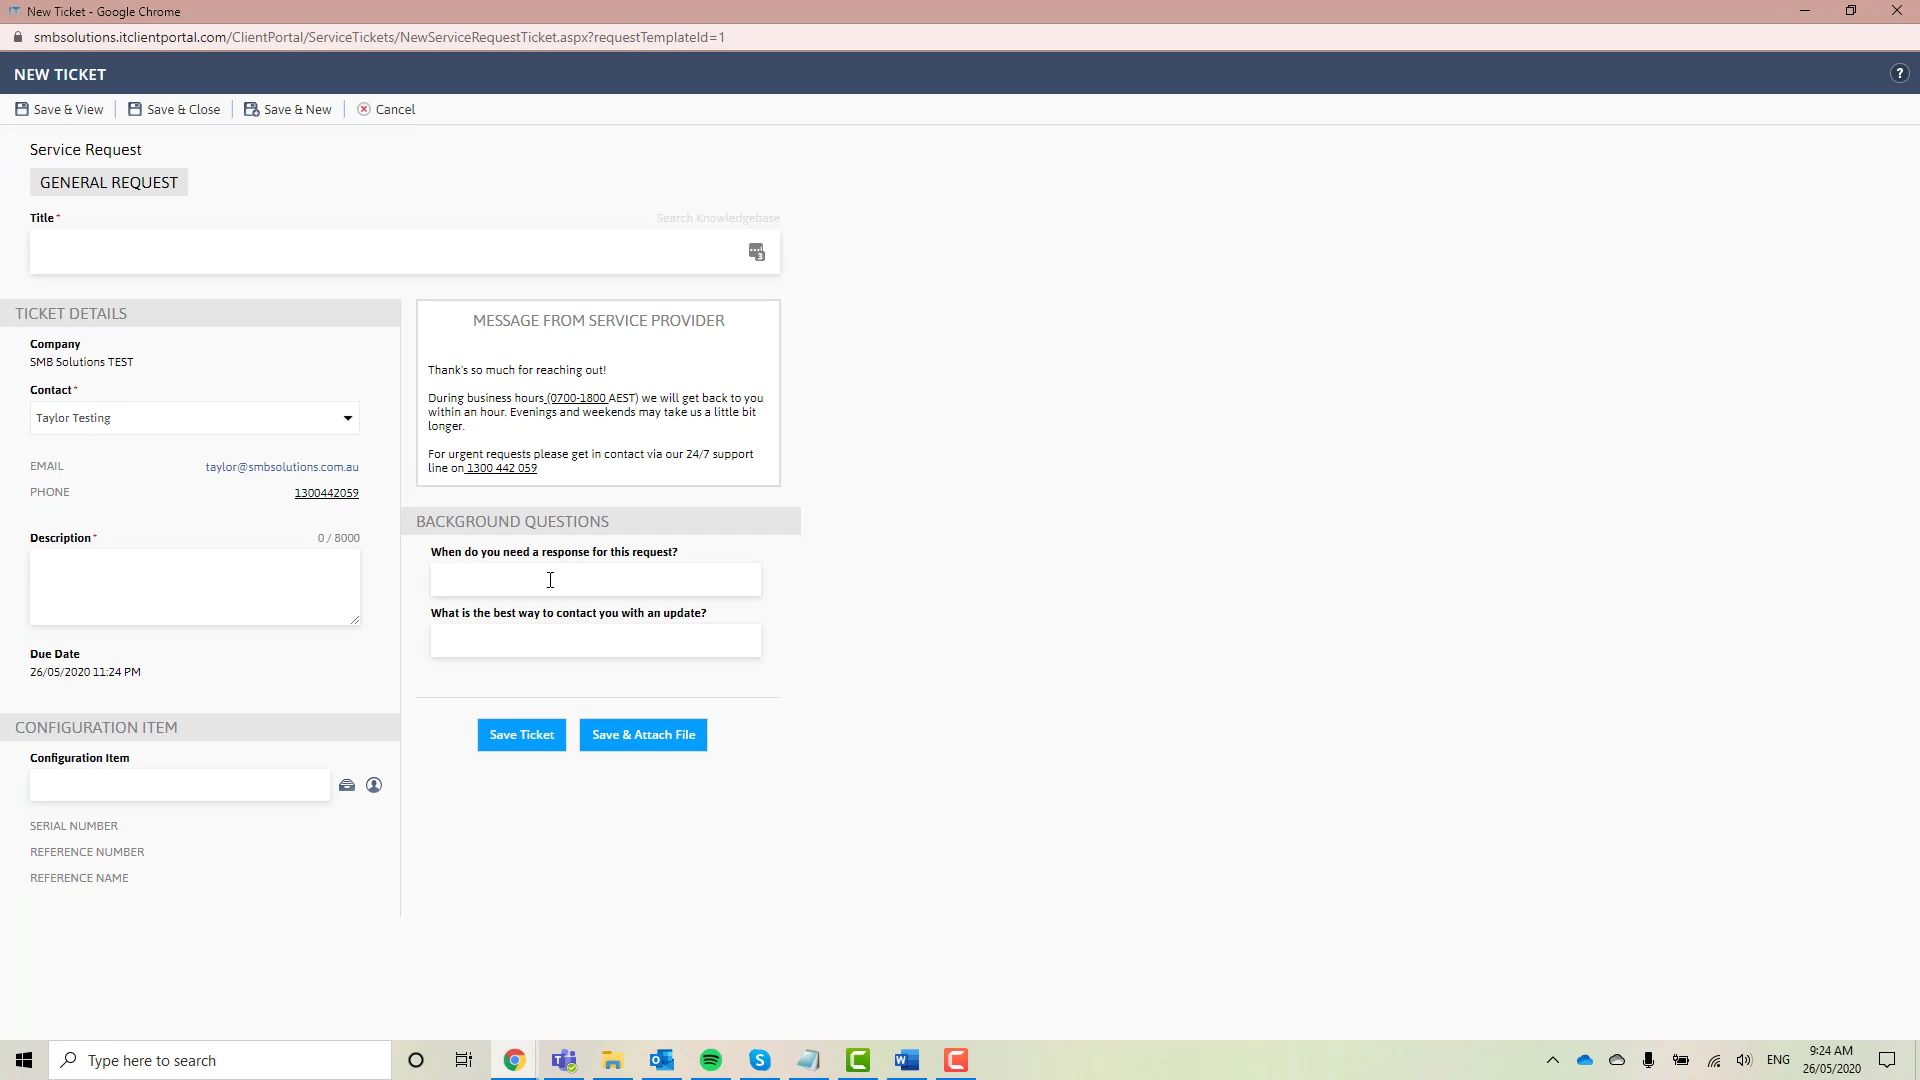 New Ticket - Google Chrome
smbsolutions.itclientportal.com/ClientPortal/ServiceTickets/NewServiceRequestTicket.aspx?requestTemplateId=1
NEW TICKET
?
Save & View
Save & Close
Save & New
Cancel
Service Request
GENERAL REQUEST
Title *
Search Knowledgebase
3
TICKET DETAILS
Company
SMB Solutions TEST
Contact *
Taylor Testing
EMAIL
taylor@smbsolutions.com.au
PHONE
1300442059
Description *
0 / 8000
Due Date
26/05/2020 11:24 PM
CONFIGURATION ITEM
Configuration Item
SERIAL NUMBER
REFERENCE NUMBER
REFERENCE NAME
MESSAGE FROM SERVICE PROVIDER
Thank's so much for reaching out!
During business hours (0700-1800 AEST) we will get back to you
within an hour. Evenings and weekends may take us a little bit
longer.
For urgent requests please get in contact via our 24/7 support
line on 1300 442 059
BACKGROUND QUESTIONS
When do you need a response for this request?
What is the best way to contact you with an update?
Save Ticket
Save & Attach File
Type here to search
ENG
9:24 AM
26/05/2020